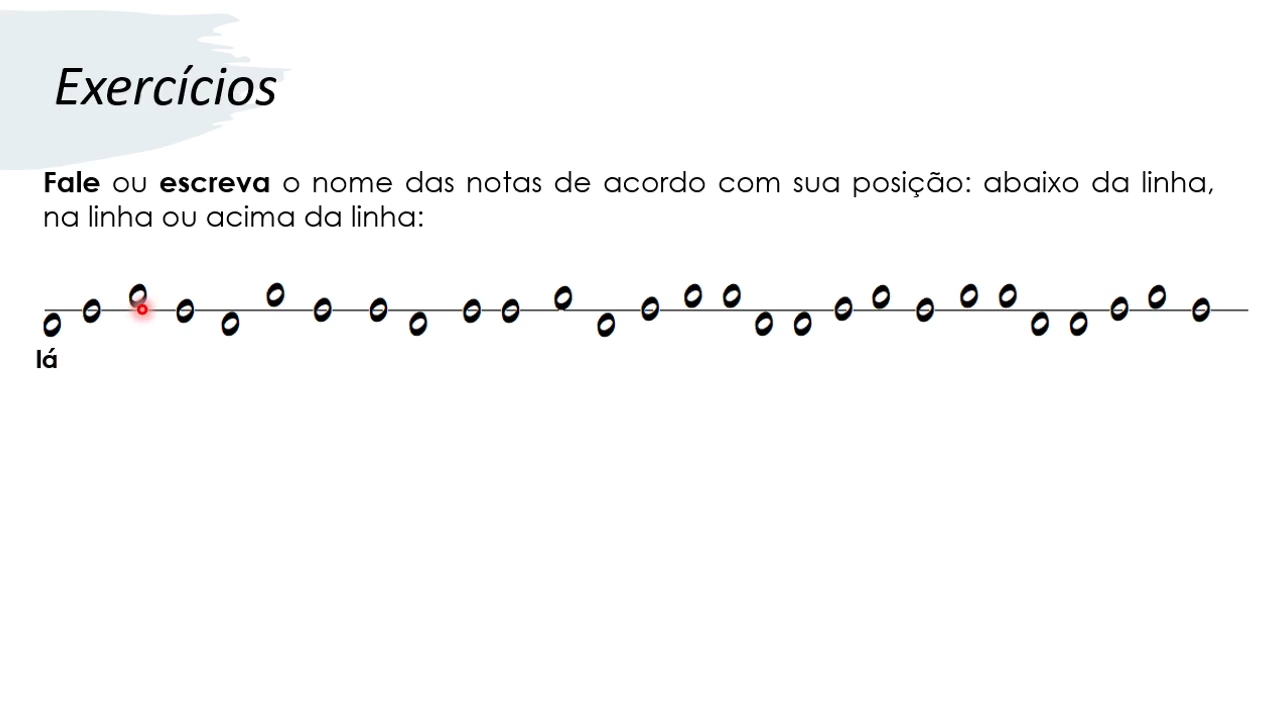 Exercícios
Fale ou escreva o nome das notas de acordo com sua posição: abaixo da linha,
na linha ou acima da linha:
lá